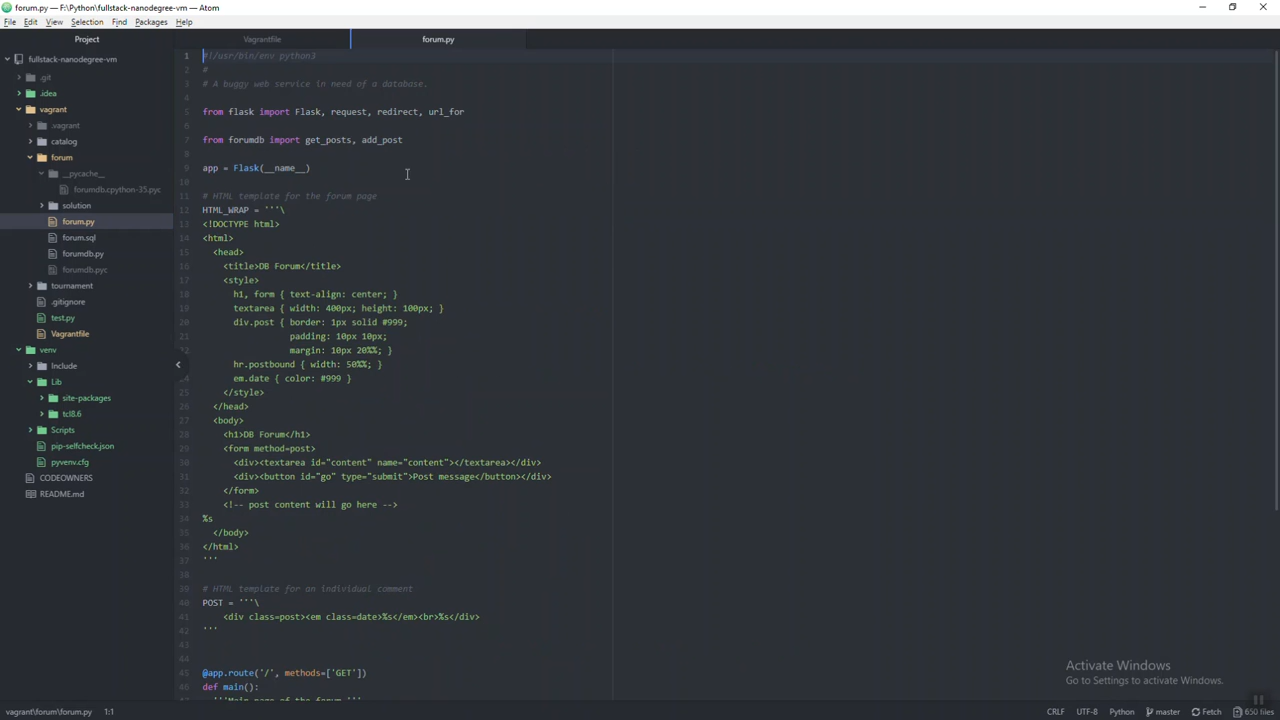 forum.py — F:\Python\fullstack-nanodegree-vm — Atom
File Edit View Selection Find Packages Help
Project
Vagrantfile
forum.py
fullstack-nanodegree-vm
.git
.idea
vagrant
.vagrant
catalog
forum
__pycache__
forumdb.cpython-35.pyc
solution
forum.py
forum.sql
forumdb.py
forumdb.pyc
tournament
.gitignore
test.py
Vagrantfile
venv
Include
Lib
site-packages
tcl8.6
Scripts
pip-selfcheck.json
pyvenv.cfg
CODEOWNERS
README.md
1 #!/usr/bin/env python3
2 #
3 # A buggy web service in need of a database.
4
5 from flask import Flask, request, redirect, url_for
6
7 from forumdb import get_posts, add_post
8
9 app = Flask(__name__)
10
11 # HTML template for the forum page
12 HTML_WRAP = '''\
13 <!DOCTYPE html>
14 <html>
15 <head>
16 <title>DB Forum</title>
17 <style>
18 h1, form { text-align: center; }
19 textarea { width: 400px; height: 100px; }
20 div.post { border: 1px solid #999;
21 padding: 10px 10px;
22 margin: 10px 20%%; }
hr.postbound { width: 50%%; }
24 em.date { color: #999 }
25 </style>
26 </head>
27 <body>
28 <h1>DB Forum</h1>
29 <form method=post>
30 <div><textarea id="content" name="content"></textarea></div>
31 <div><button id="go" type="submit">Post message</button></div>
32 </form>
33 <!-- post content will go here -->
34 %s
35 </body>
36 </html>
37 '''
38
39 # HTML template for an individual comment
40 POST = '''\
41 <div class=post><em class=date>%s</em><br>%s</div>
42 '''
43
44
45 @app.route('/', methods=['GET'])
46 def main():
47 '''Main page of the forum.'''
Activate Windows
Go to Settings to activate Windows.
vagrant\forum\forum.py 1:1
CRLF UTF-8 Python master Fetch 650 files